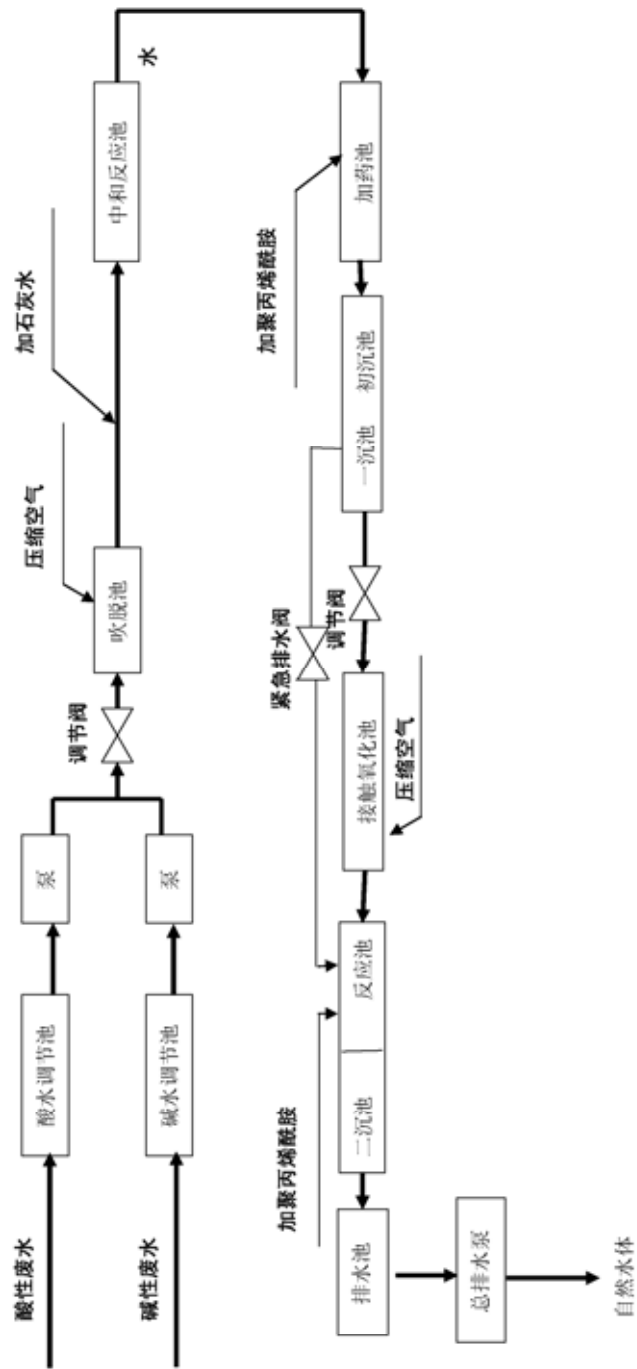 酸性废水
酸水调节池
泵
碱性废水
碱水调节池
泵
调节阀
吹脱池
压缩空气
加石灰水
中和反应池
水
加药池
加聚丙烯酰胺
初沉池
一沉池
调节阀
紧急排水阀
接触氧化池
压缩空气
反应池
二沉池
加聚丙烯酰胺
排水池
总排水泵
自然水体